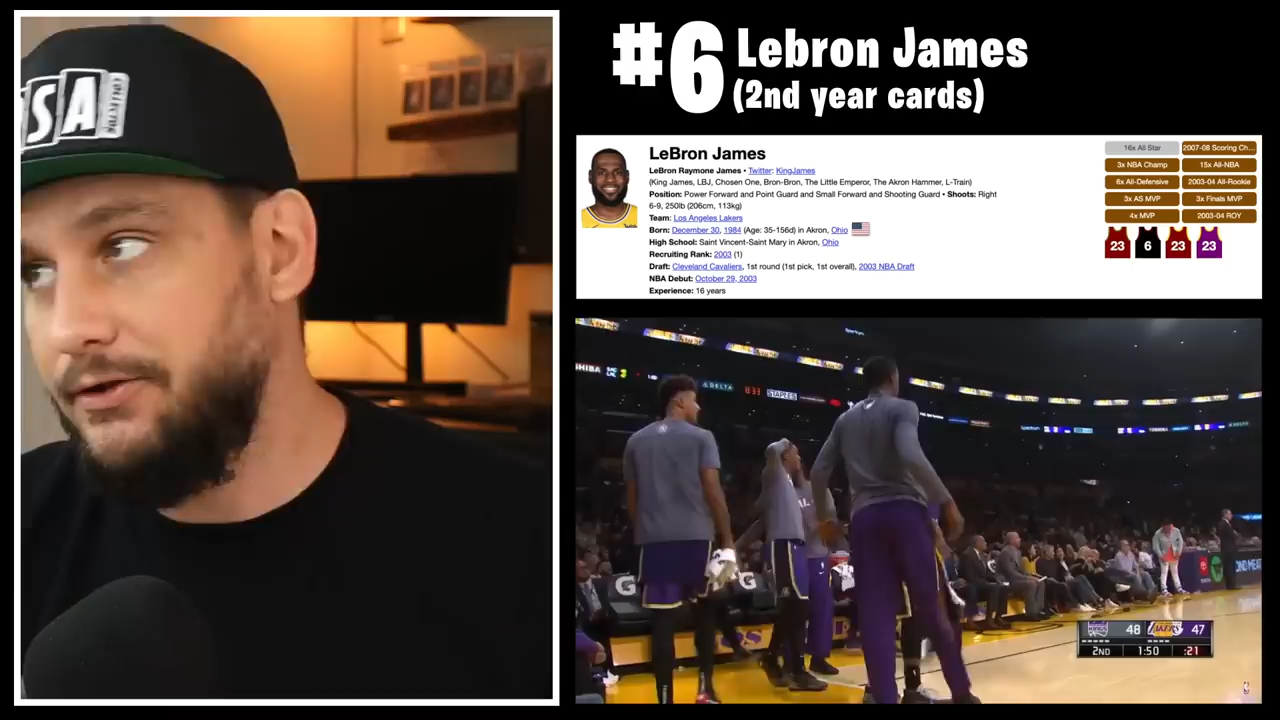 #6 Lebron James
(2nd year cards)
SA
LeBron James
LeBron Raymone James • Twitter: KingJames
(King James, LBJ, Chosen One, Bron-Bron, The Little Emperor, The Akron Hammer, L-Train)
Position: Power Forward and Point Guard and Small Forward and Shooting Guard • Shoots: Right
6-9, 250lb (206cm, 113kg)
Team: Los Angeles Lakers
Born: December 30, 1984 (Age: 35-156d) in Akron, Ohio
High School: Saint Vincent-Saint Mary in Akron, Ohio
Recruiting Rank: 2003 (1)
Draft: Cleveland Cavaliers, 1st round (1st pick, 1st overall), 2003 NBA Draft
NBA Debut: October 29, 2003
Experience: 16 years
16x All Star 2007-08 Scoring Ch...
3x NBA Champ 15x All-NBA
6x All-Defensive 2003-04 All-Rookie
3x AS MVP 3x Finals MVP
4x MVP 2003-04 ROY
23 6 23 23
SHIBA
DELTA
8:33
STAPLES
G
G
KINGS 48 LAKERS 47
2ND 1:50 :21